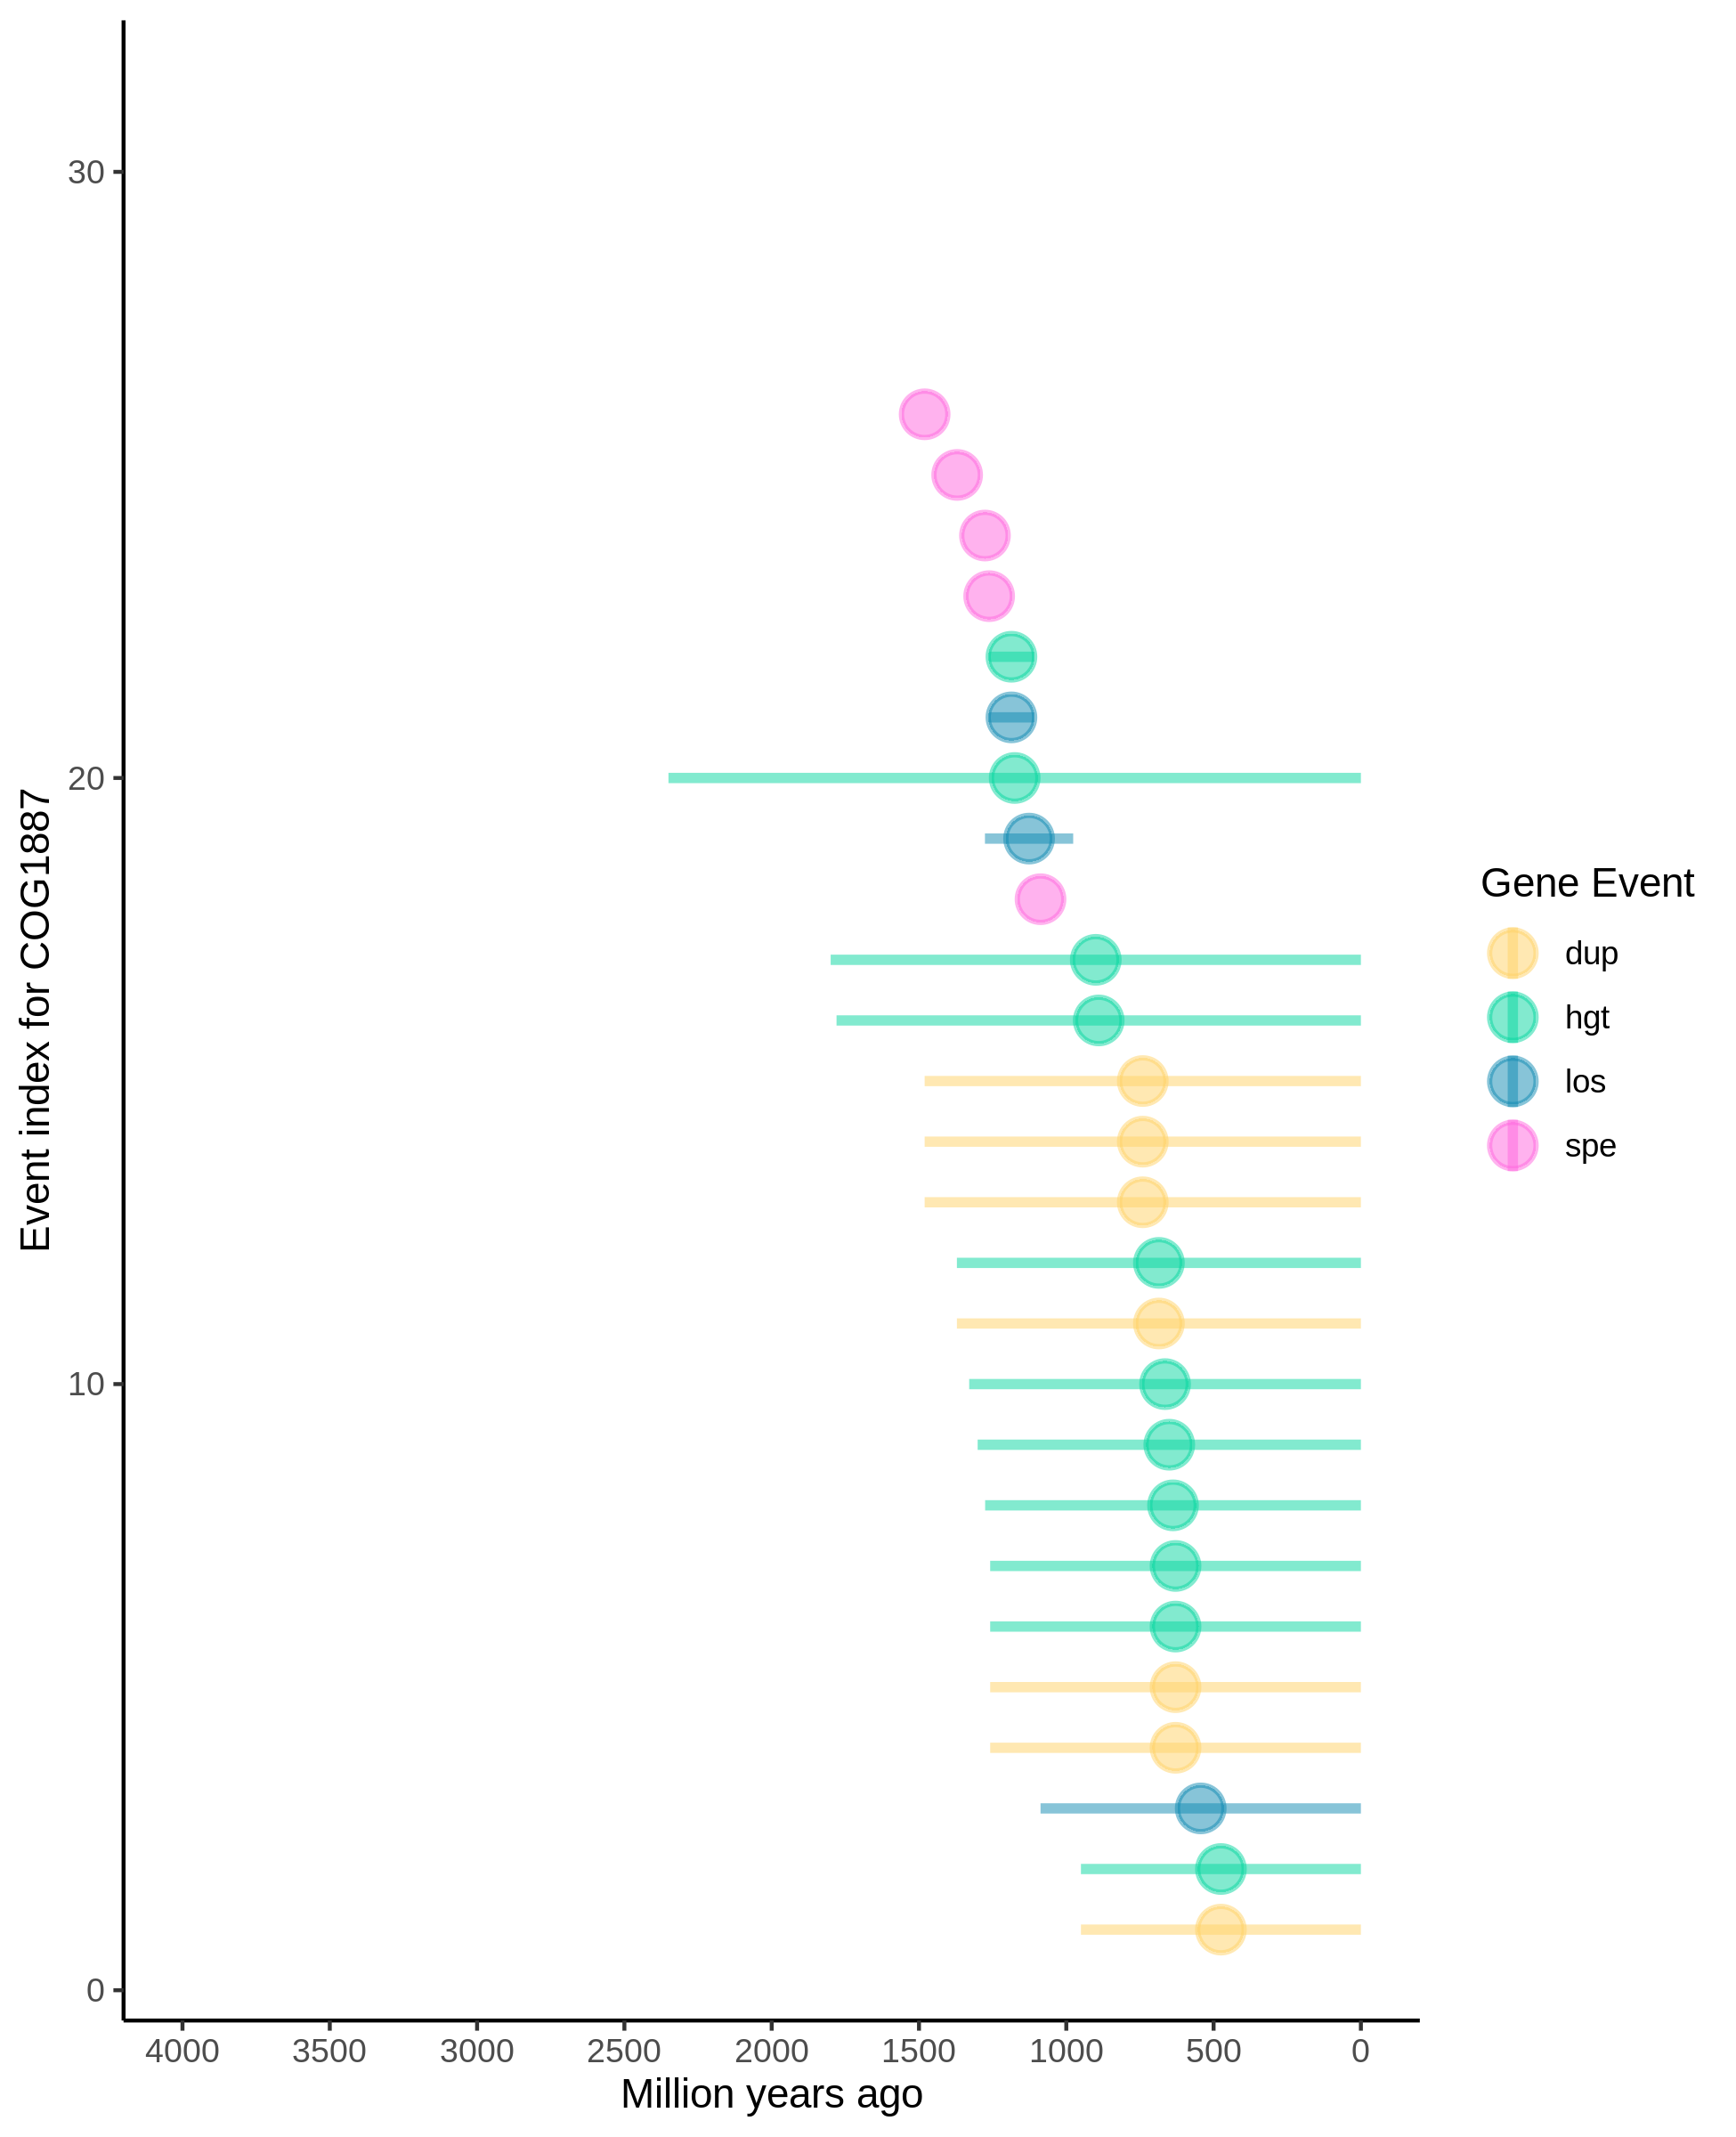 30
20
10
0
Event index for COG1887
4000 3500 3000 2500 2000 1500 1000 500 0
Million years ago
Gene Event
dup
hgt
los
spe